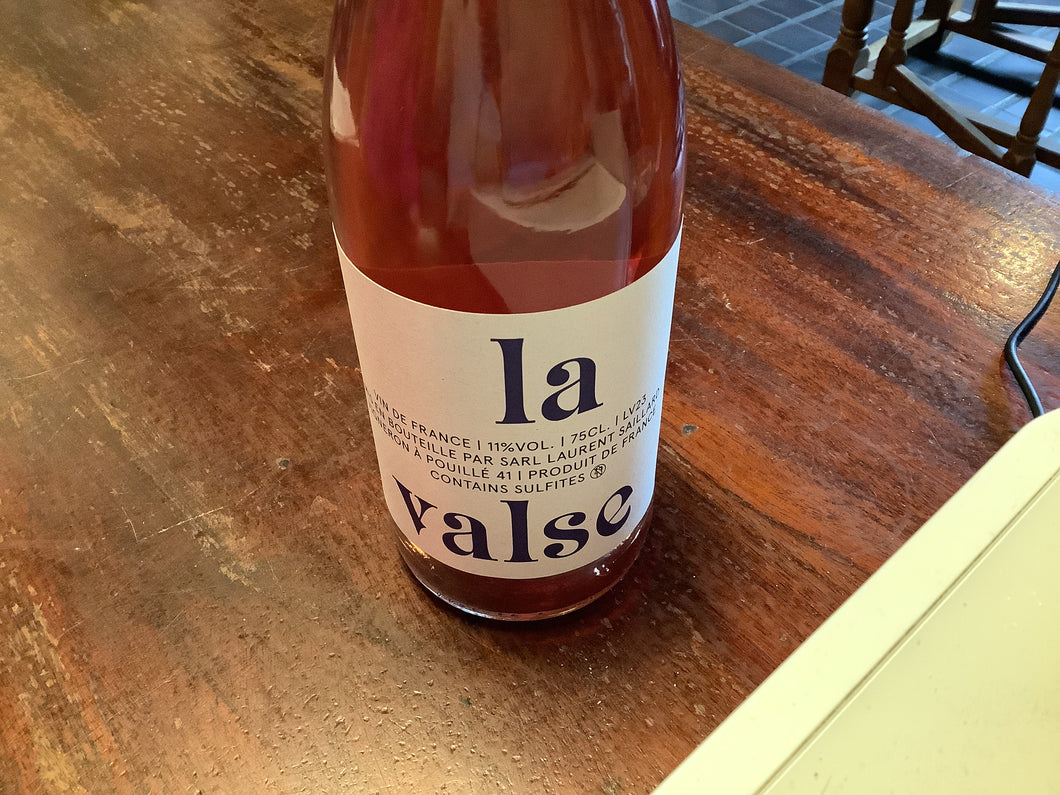 la
VIN DE FRANCE | 11%VOL. | 75CL. | LV23
EN BOUTEILLE PAR SARL LAURENT SAILLARD
À POUILLÉ 41 | PRODUIT DE FRANCE
CONTAINS SULFITES
valse